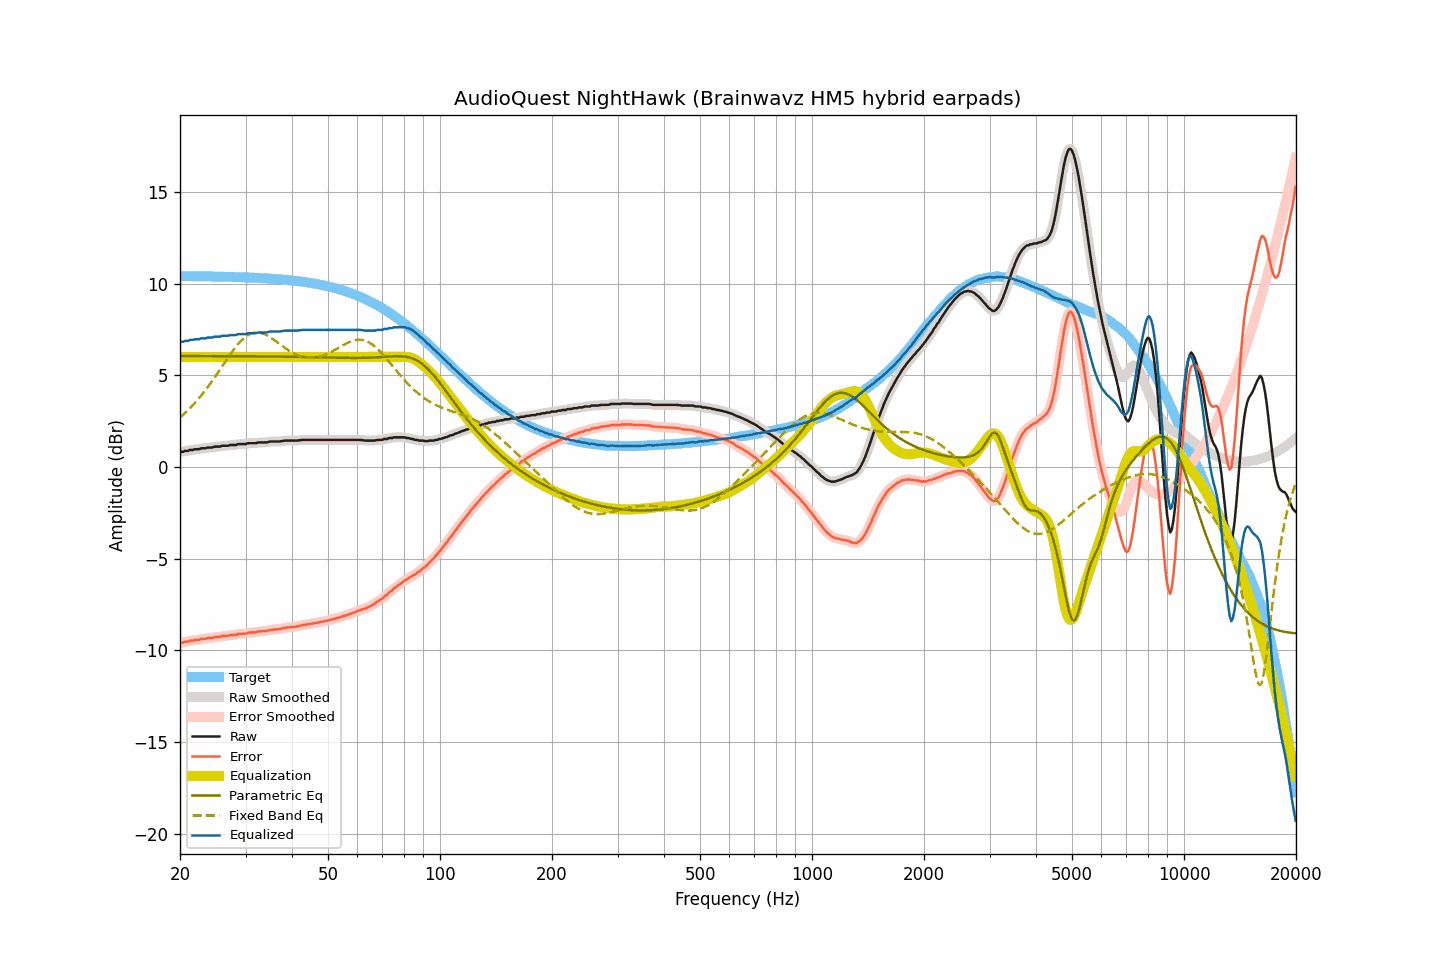 AudioQuest NightHawk (Brainwavz HM5 hybrid earpads)
Amplitude (dBr)
15
10
5
0
−5
−10
−15
−20
Target
Raw Smoothed
Error Smoothed
Raw
Error
Equalization
Parametric Eq
Fixed Band Eq
Equalized
20 50 100 200 500 1000 2000 5000 10000 20000
Frequency (Hz)